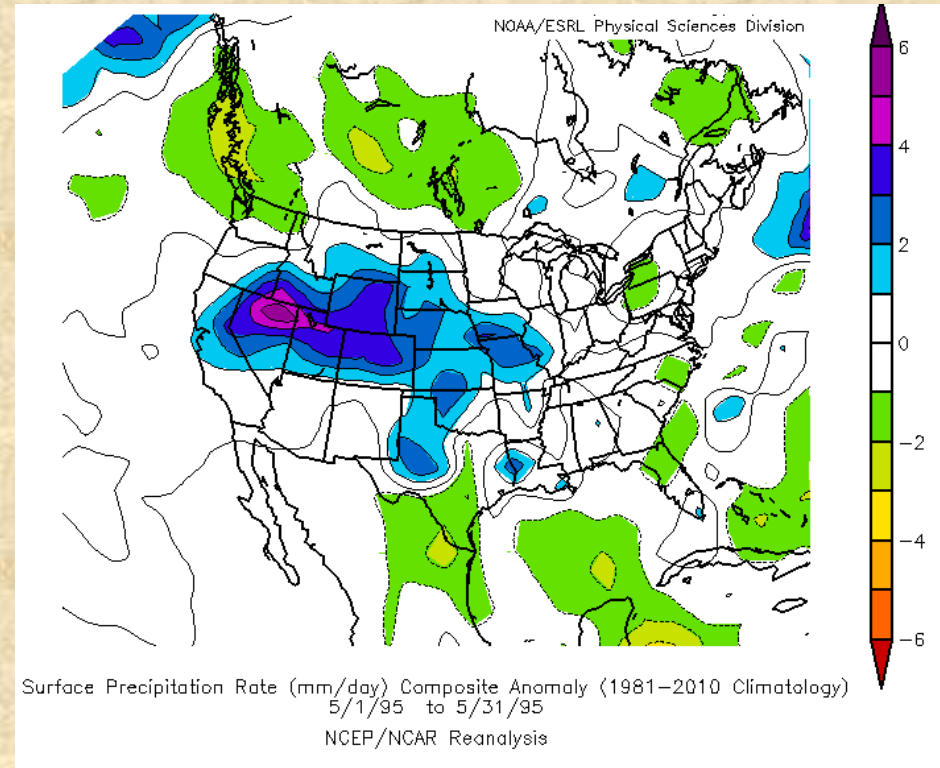 NOAA/ESRL Physical Sciences Division
6
4
2
0
−2
−4
−6
Surface Precipitation Rate (mm/day) Composite Anomaly (1981−2010 Climatology)
5/1/95 to 5/31/95
NCEP/NCAR Reanalysis